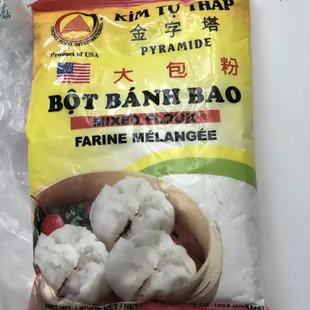 KIM TỰ THÁP
金字塔
PYRAMIDE
Product of USA
大包粉
BỘT BÁNH BAO
MIXED FLOUR
FARINE MÉLANGÉE